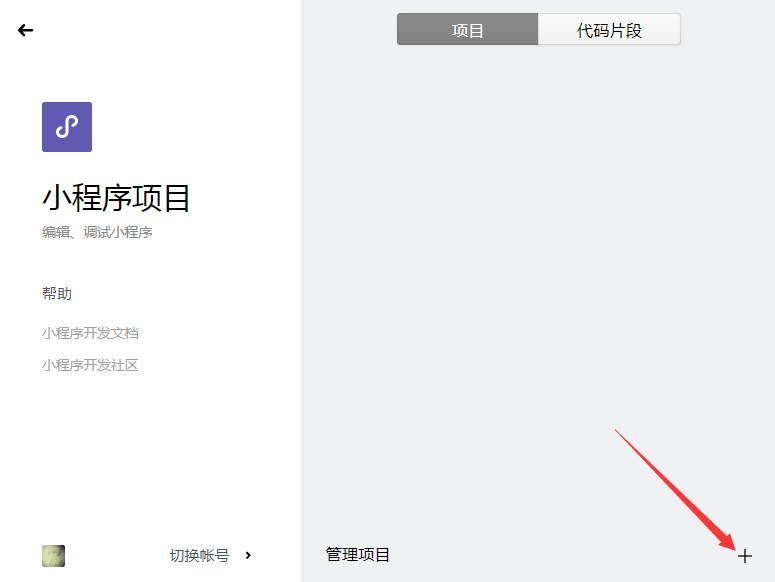 项目
代码片段
小程序项目
编辑、调试小程序
帮助
小程序开发文档
小程序开发社区
切换帐号
管理项目